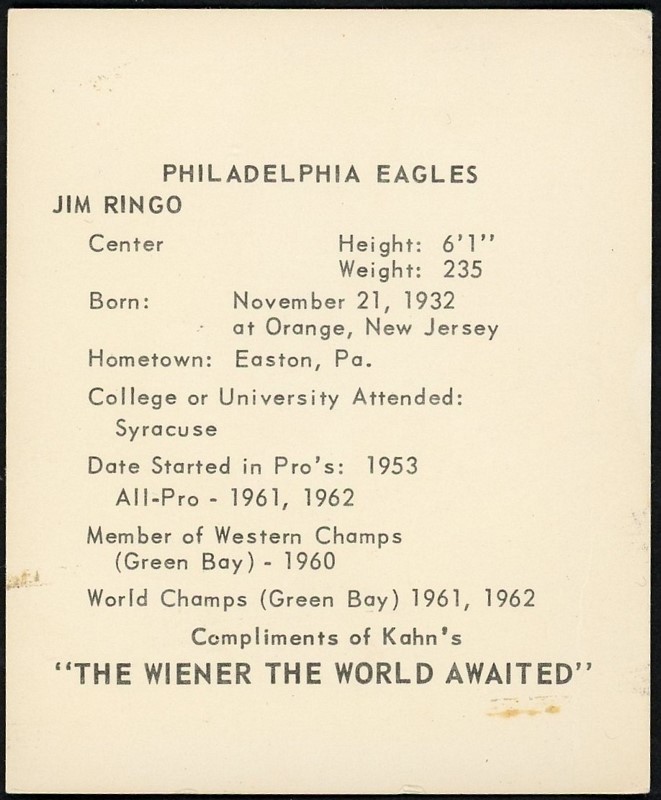 PHILADELPHIA EAGLES
JIM RINGO
Center Height: 6'1''
Weight: 235
Born: November 21, 1932
at Orange, New Jersey
Hometown: Easton, Pa.
College or University Attended:
Syracuse
Date Started in Pro's: 1953
All-Pro - 1961, 1962
Member of Western Champs
(Green Bay) - 1960
World Champs (Green Bay) 1961, 1962
Compliments of Kahn's
"THE WIENER THE WORLD AWAITED"